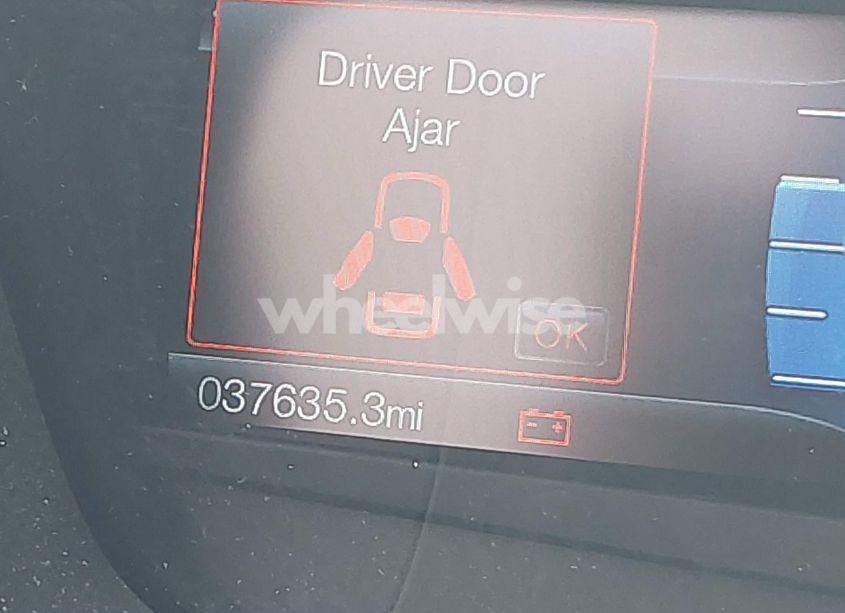 Driver Door
Ajar
wheelwise
OK
037635.3mi